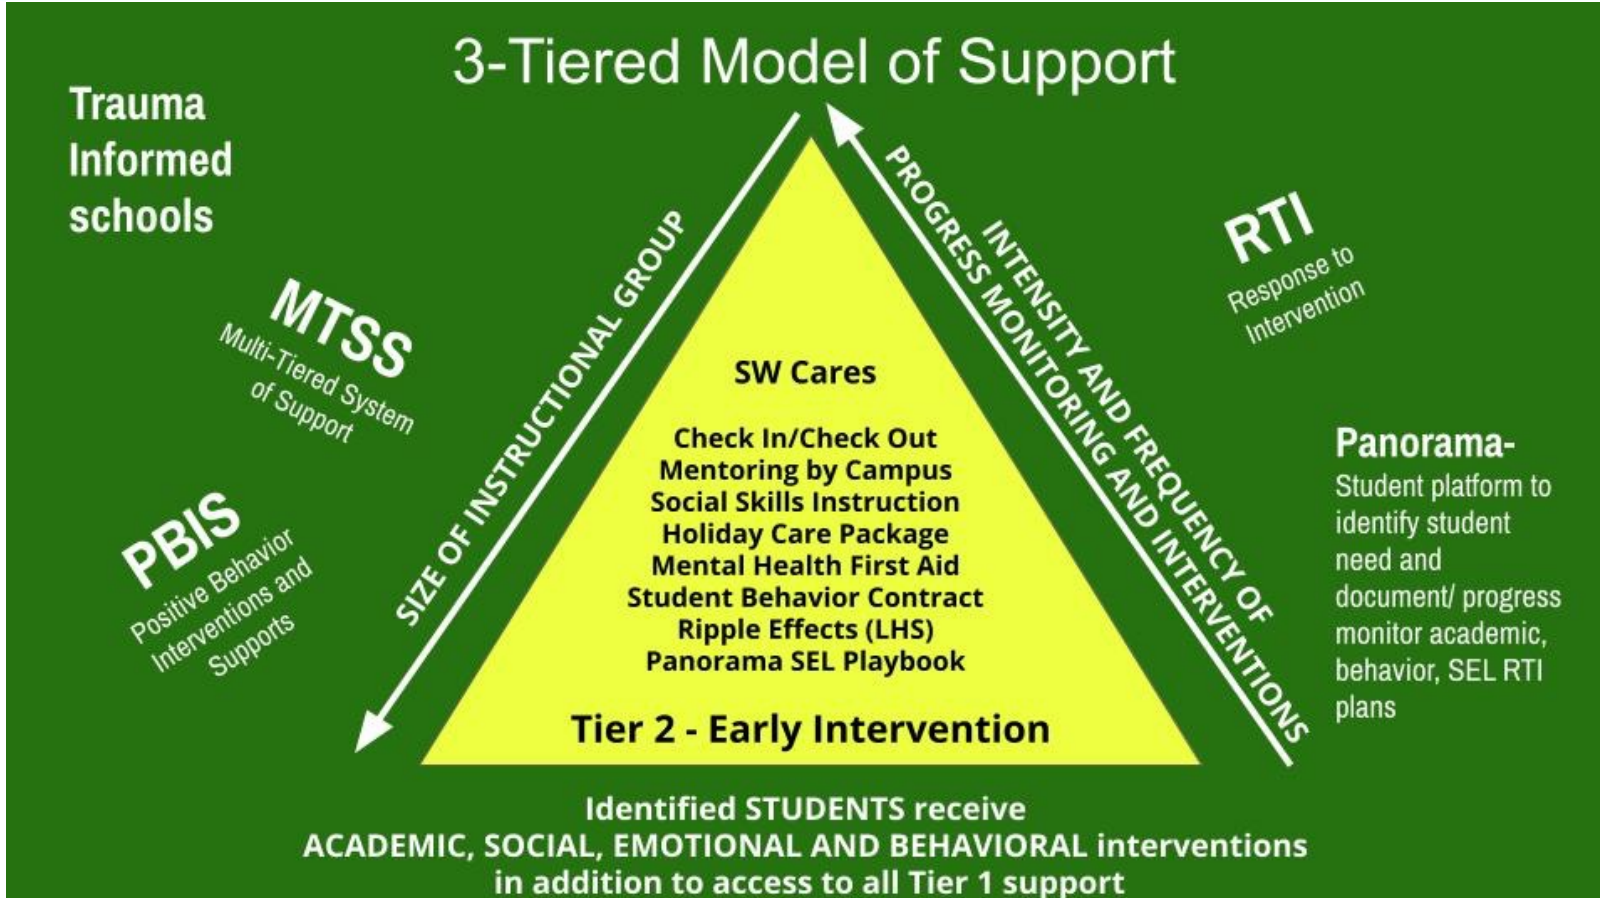 3-Tiered Model of Support
Trauma
Informed
schools
MTSS
Multi-Tiered System
of Support
PBIS
Positive Behavior
Interventions and
Supports
SIZE OF INSTRUCTIONAL GROUP
SW Cares
Check In/Check Out
Mentoring by Campus
Social Skills Instruction
Holiday Care Package
Mental Health First Aid
Student Behavior Contract
Ripple Effects (LHS)
Panorama SEL Playbook
Tier 2 - Early Intervention
INTENSITY AND FREQUENCY OF
PROGRESS MONITORING AND INTERVENTIONS
RTI
Response to
Intervention
Panorama-
Student platform to
identify student
need and
document/ progress
monitor academic,
behavior, SEL RTI
plans
Identified STUDENTS receive
ACADEMIC, SOCIAL, EMOTIONAL AND BEHAVIORAL interventions
in addition to access to all Tier 1 support